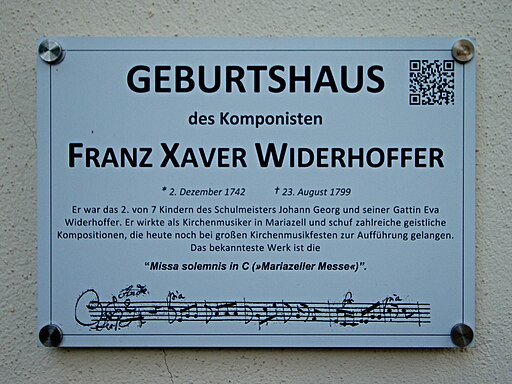 GEBURTSHAUS
des Komponisten
FRANZ XAVER WIDERHOFFER
* 2. Dezember 1742 † 23. August 1799
Er war das 2. von 7 Kindern des Schulmeisters Johann Georg und seiner Gattin Eva
Widerhoffer. Er wirkte als Kirchenmusiker in Mariazell und schuf zahlreiche geistliche
Kompositionen, die heute noch bei großen Kirchenmusikfesten zur Aufführung gelangen.
Das bekannteste Werk ist die
“Missa solemnis in C (»Mariazeller Messe«)”.